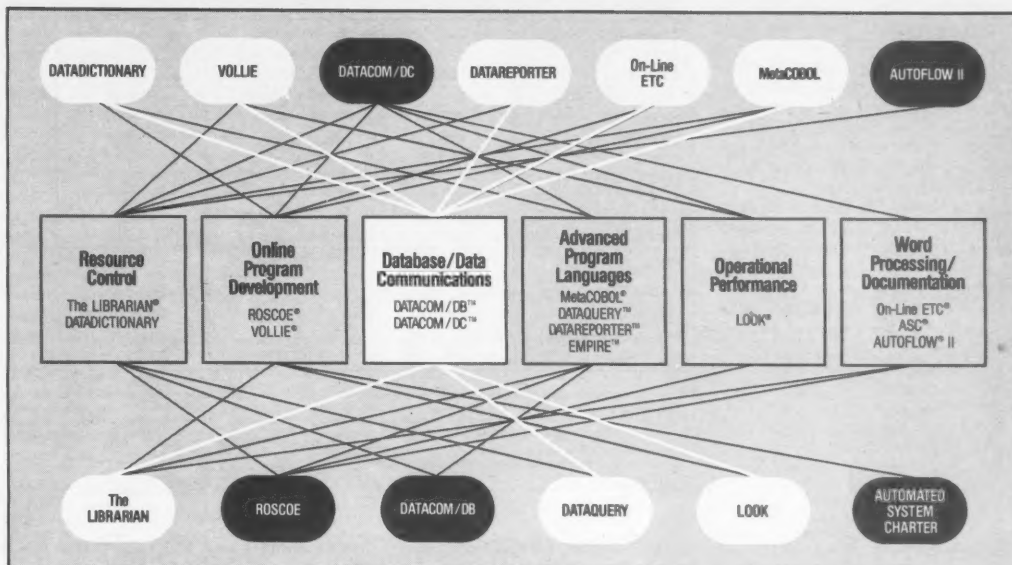 DATADICTIONARY
VOLLIE
DATACOM/DC
DATAREPORTER
On-Line
ETC
MetaCOBOL
AUTOFLOW II
Resource
Control
The LIBRARIAN®
DATADICTIONARY
Online
Program
Development
ROSCOE®
VOLLIE®
Database/Data
Communications
DATACOM/DB™
DATACOM/DC™
Advanced
Program
Languages
MetaCOBOL®
DATAQUERY™
DATAREPORTER™
EMPIRE™
Operational
Performance
LOOK®
Word
Processing/
Documentation
On-Line ETC®
ASC®
AUTOFLOW® II
The
LIBRARIAN
ROSCOE
DATACOM/DB
DATAQUERY
LOOK
AUTOMATED
SYSTEM
CHARTER